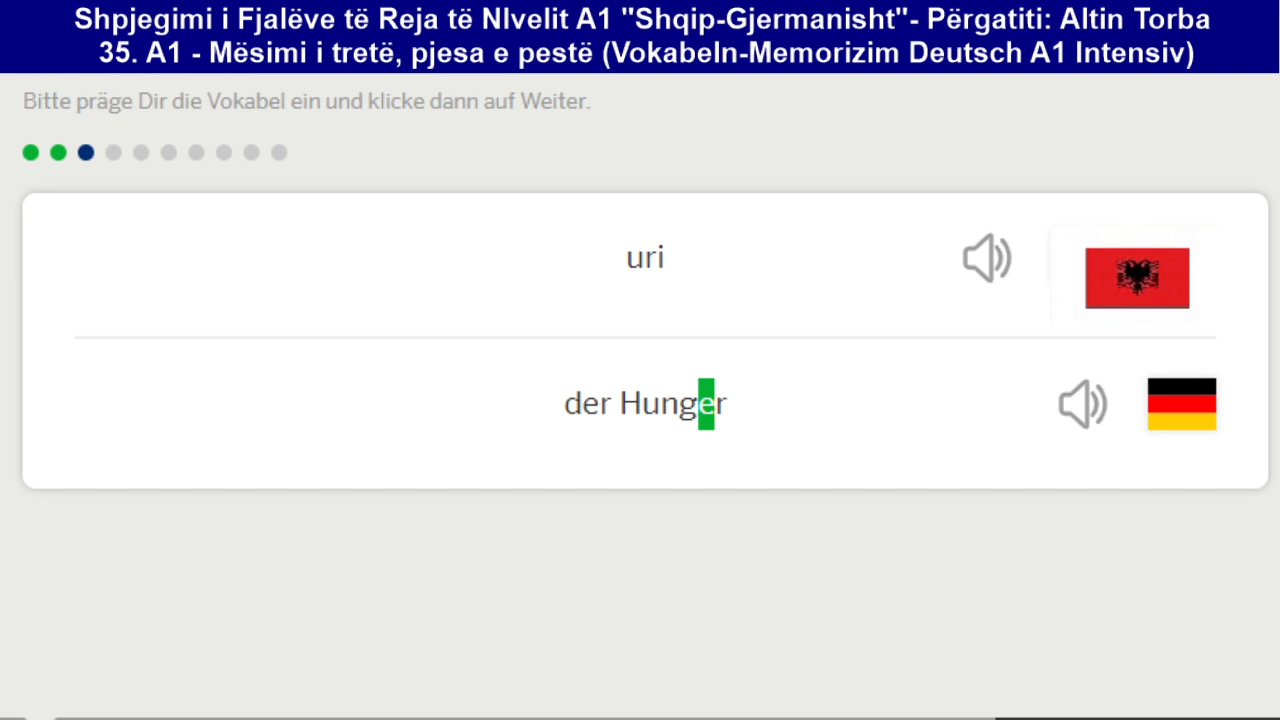 Shpjegimi i Fjalëve të Reja të NIvelit A1 "Shqip-Gjermanisht"- Përgatiti: Altin Torba
35. A1 - Mësimi i tretë, pjesa e pestë (Vokabeln-Memorizim Deutsch A1 Intensiv)
Bitte präge Dir die Vokabel ein und klicke dann auf Weiter.
uri
der Hunger